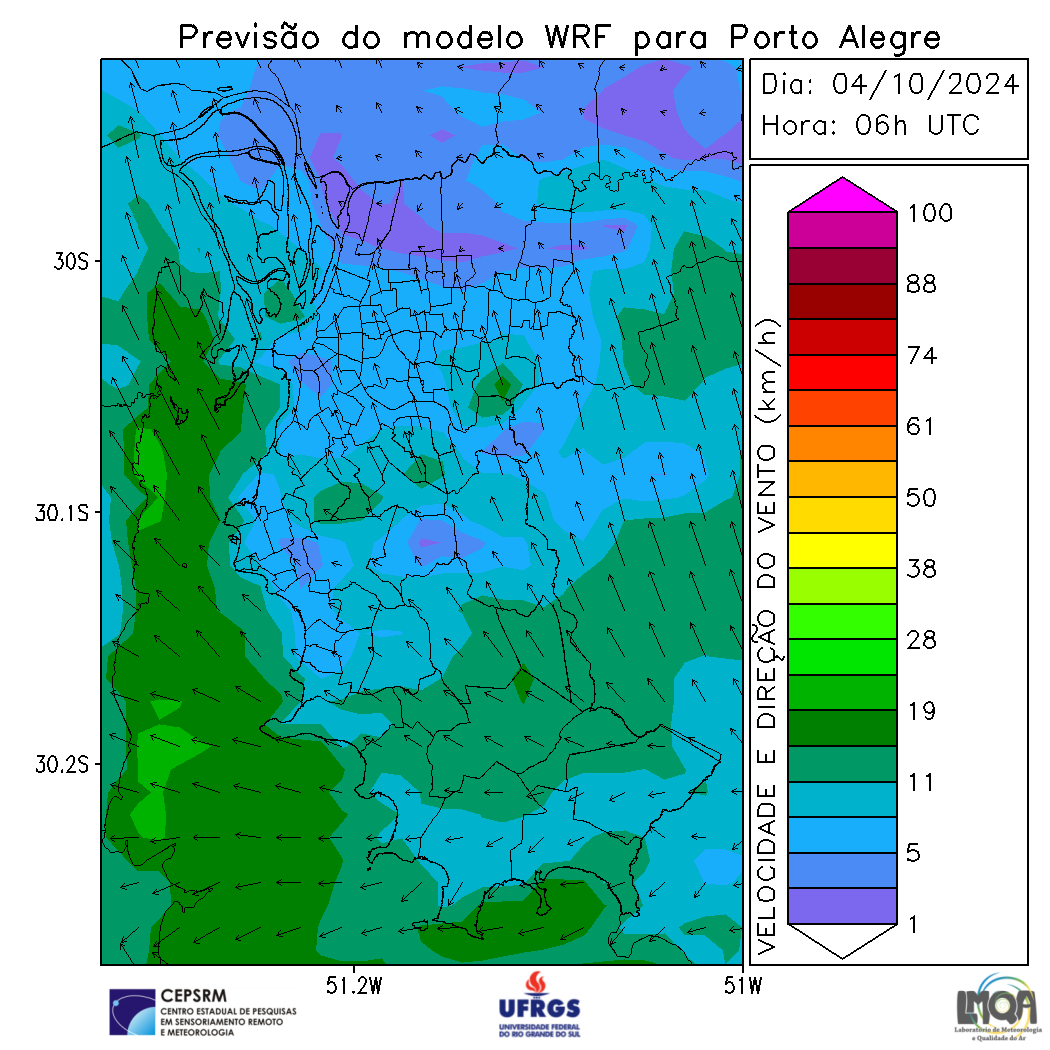 Previsão do modelo WRF para Porto Alegre
Dia: 04/10/2024
Hora: 06h UTC
30S
30.1S
30.2S
51.2W
51W
VELOCIDADE E DIREÇÃO DO VENTO (km/h)
100
88
74
61
50
38
28
19
11
5
1
CEPSRM
CENTRO ESTADUAL DE PESQUISAS
EM SENSORIAMENTO REMOTO
E METEOROLOGIA
UFRGS
UNIVERSIDADE FEDERAL
DO RIO GRANDE DO SUL
LMQA
Laboratório de Meteorologia
e Qualidade do Ar